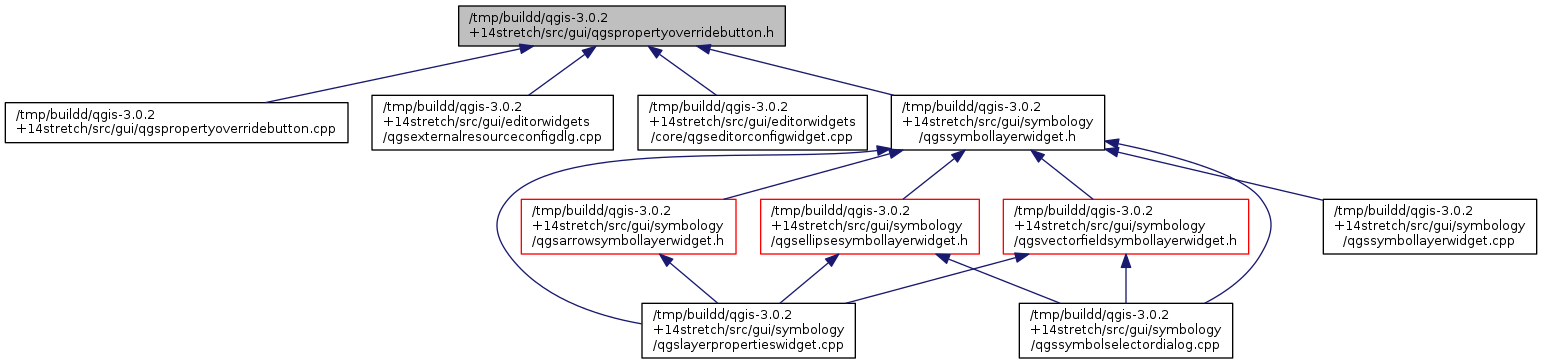 /tmp/buildd/qgis-3.0.2
+14stretch/src/gui/qgspropertyoverridebutton.h
/tmp/buildd/qgis-3.0.2
+14stretch/src/gui/qgspropertyoverridebutton.cpp
/tmp/buildd/qgis-3.0.2
+14stretch/src/gui/editorwidgets
/qgsexternalresourceconfigdlg.cpp
/tmp/buildd/qgis-3.0.2
+14stretch/src/gui/editorwidgets
/core/qgseditorconfigwidget.cpp
/tmp/buildd/qgis-3.0.2
+14stretch/src/gui/symbology
/qgssymbollayerwidget.h
/tmp/buildd/qgis-3.0.2
+14stretch/src/gui/symbology
/qgsarrowsymbollayerwidget.h
/tmp/buildd/qgis-3.0.2
+14stretch/src/gui/symbology
/qgsellipsesymbollayerwidget.h
/tmp/buildd/qgis-3.0.2
+14stretch/src/gui/symbology
/qgsvectorfieldsymbollayerwidget.h
/tmp/buildd/qgis-3.0.2
+14stretch/src/gui/symbology
/qgssymbollayerwidget.cpp
/tmp/buildd/qgis-3.0.2
+14stretch/src/gui/symbology
/qgslayerpropertieswidget.cpp
/tmp/buildd/qgis-3.0.2
+14stretch/src/gui/symbology
/qgssymbolselectordialog.cpp